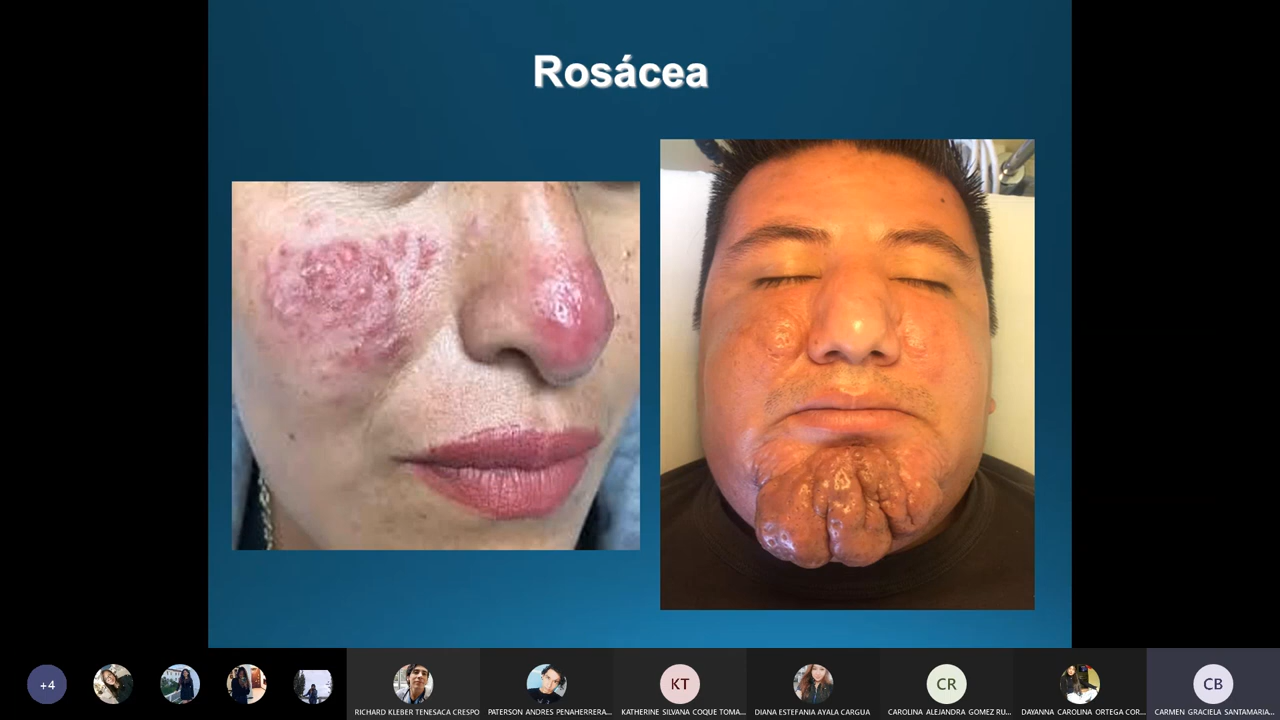 Rosácea
+4
RICHARD KLEBER TENESACA CRESPO
PATERSON ANDRES PEÑAHERRERA...
KT
KATHERINE SILVANA COQUE TOMA...
DIANA ESTEFANIA AYALA CARGUA
CR
CAROLINA ALEJANDRA GOMEZ RU...
DAYANNA CAROLINA ORTEGA COR...
CB
CARMEN GRACIELA SANTAMARIA...